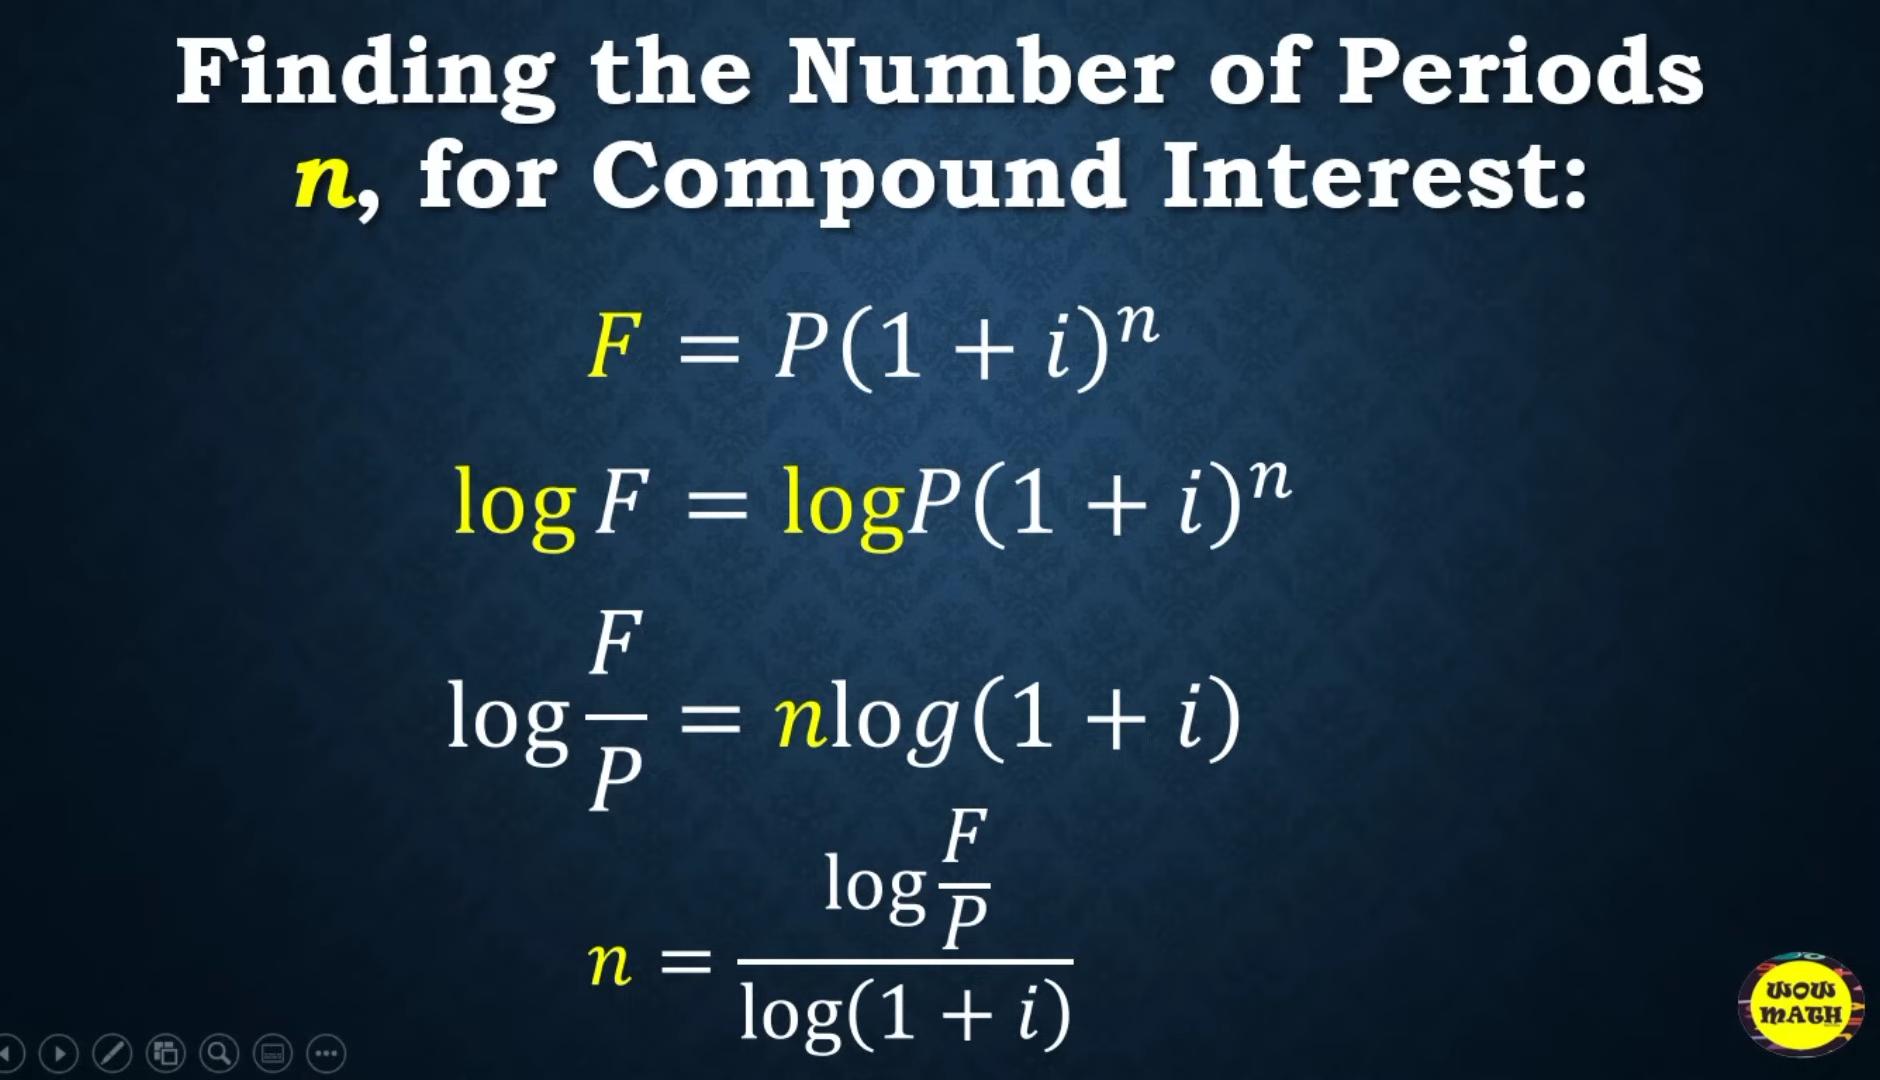 Finding the Number of Periods
n, for Compound Interest:
F = P(1 + i)ⁿ
log F = logP(1 + i)ⁿ
log F/P = nlog(1 + i)
n = log F/P / log(1 + i)
WOW
MATH